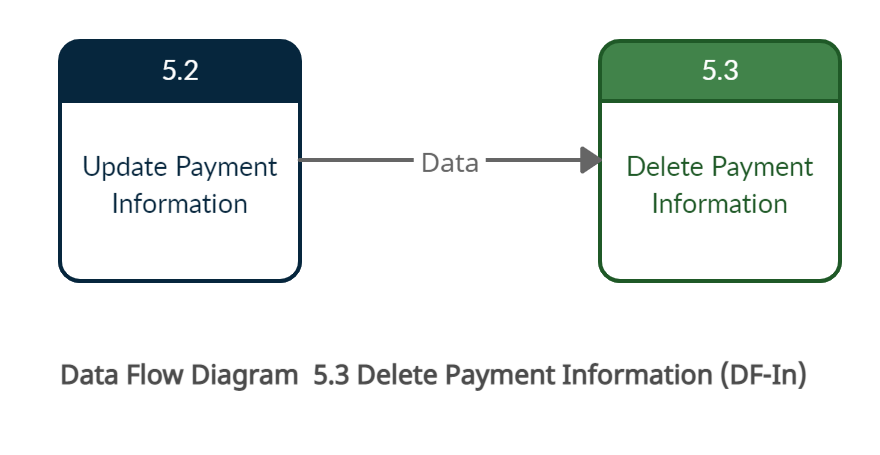 5.2
Update Payment
Information
Data
5.3
Delete Payment
Information
Data Flow Diagram  5.3 Delete Payment Information (DF-In)